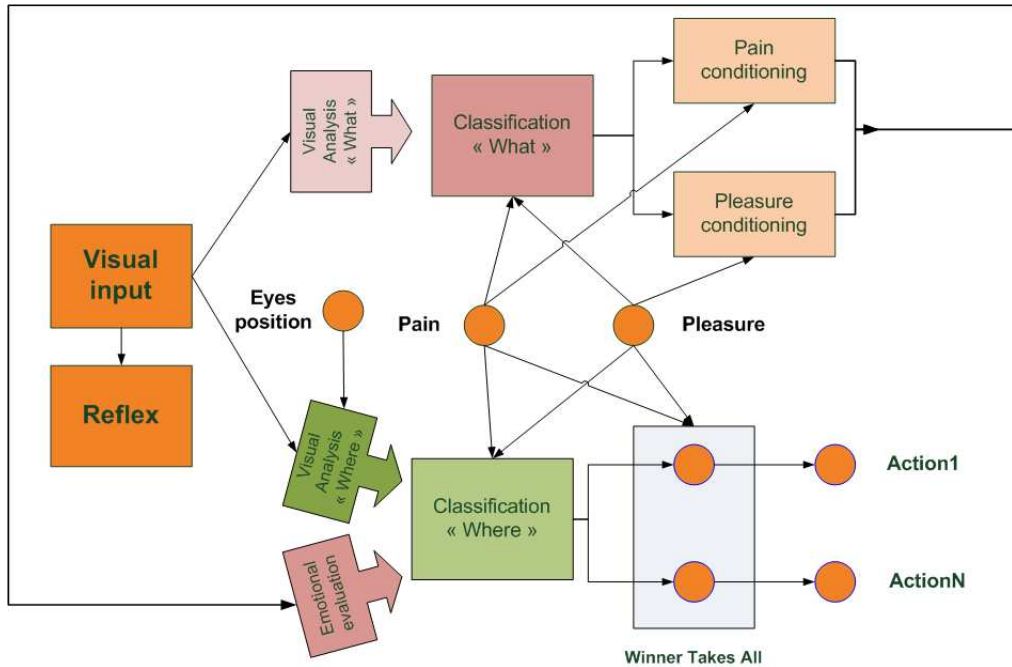 Pain
conditioning
Visual
Analysis
« What »
Classification
« What »
Pleasure
conditioning
Visual
input
Eyes
position
Pain
Pleasure
Reflex
Visual
Analysis
« Where »
Classification
« Where »
Action1
Emotional
evaluation
ActionN
Winner Takes All